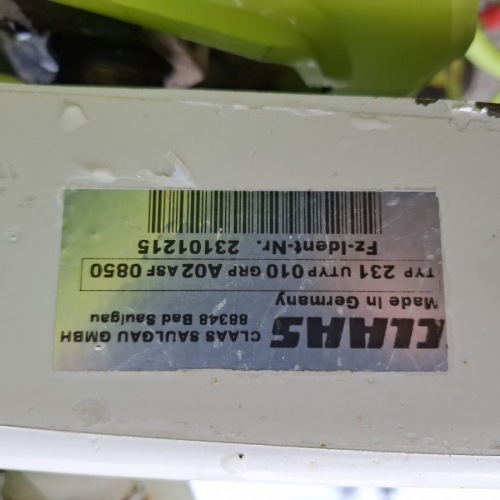 CLAAS
CLAAS SAULGAU GMBH
88348 Bad Saulgau
Made in Germany
TYP 231 UTYP 010 GRP A02 ASF 0850
Fz-Ident-Nr. 23101215